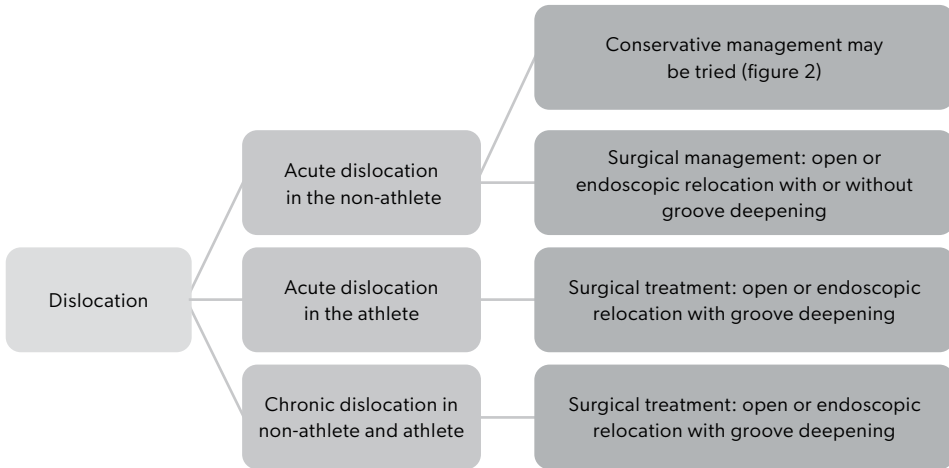 Conservative management may
be tried (figure 2)
Acute dislocation
in the non-athlete
Surgical management: open or
endoscopic relocation with or without
groove deepening
Dislocation
Acute dislocation
in the athlete
Surgical treatment: open or endoscopic
relocation with groove deepening
Chronic dislocation in
non-athlete and athlete
Surgical treatment: open or endoscopic
relocation with groove deepening